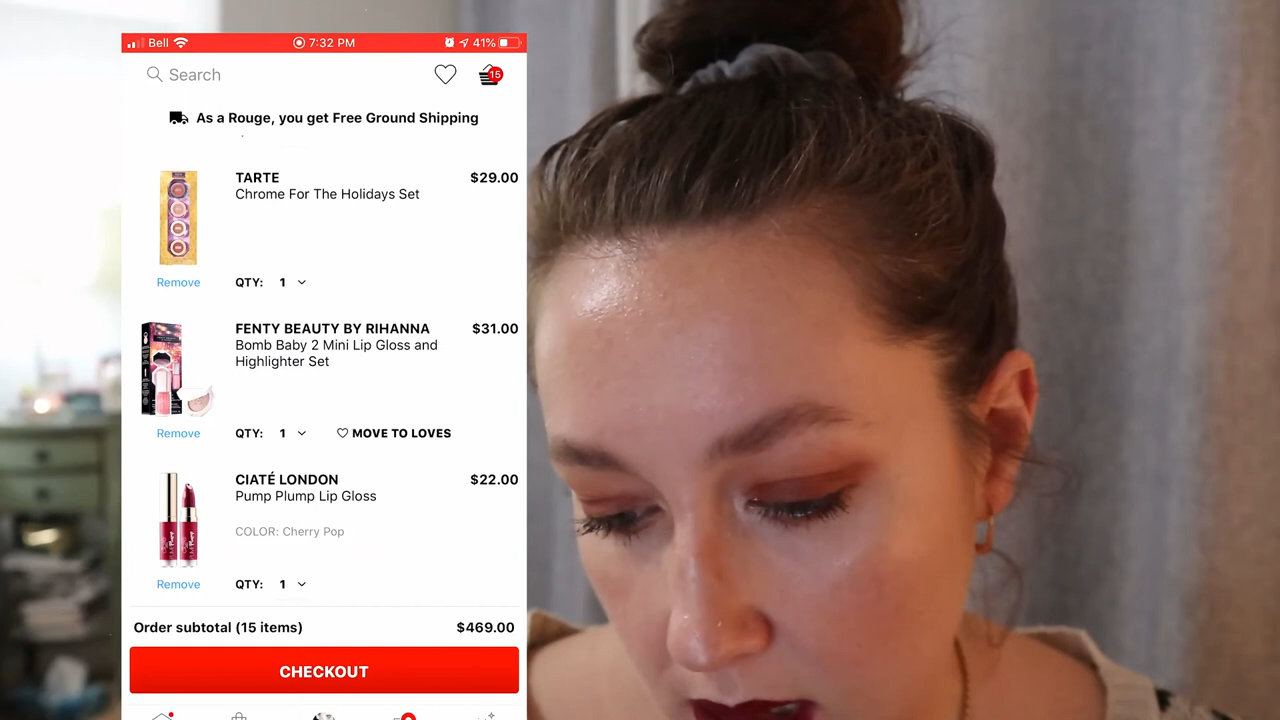 Bell 7:32 PM 41%
Search 15
As a Rouge, you get Free Ground Shipping
TARTE $29.00
Chrome For The Holidays Set
Remove QTY: 1
FENTY BEAUTY BY RIHANNA $31.00
Bomb Baby 2 Mini Lip Gloss and
Highlighter Set
Remove QTY: 1 MOVE TO LOVES
CIATÉ LONDON $22.00
Pump Plump Lip Gloss
COLOR: Cherry Pop
Remove QTY: 1
Order subtotal (15 items) $469.00
CHECKOUT